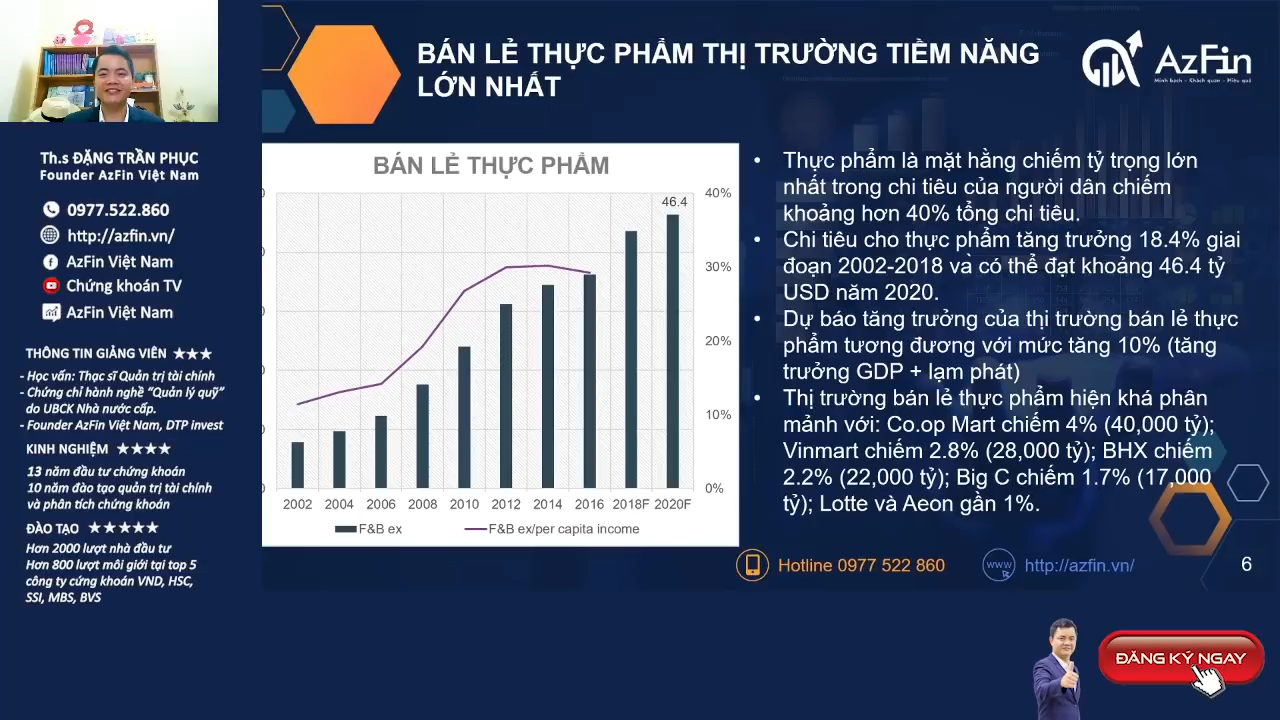 BÁN LẺ THỰC PHẨM THỊ TRƯỜNG TIỀM NĂNG
LỚN NHẤT
AzFin
Minh bạch - Khách quan - Hiệu quả
Th.s ĐẶNG TRẦN PHỤC
Founder AzFin Việt Nam
0977.522.860
http://azfin.vn/
AzFin Việt Nam
Chứng khoán TV
AzFin Việt Nam
THÔNG TIN GIẢNG VIÊN ★★★
- Học vấn: Thạc sĩ Quản trị tài chính
- Chứng chỉ hành nghề “Quản lý quỹ”
do UBCK Nhà nước cấp.
- Founder AzFin Việt Nam, DTP invest
KINH NGHIỆM ★★★★
13 năm đầu tư chứng khoán
10 năm đào tạo quản trị tài chính
và phân tích chứng khoán
ĐÀO TẠO ★★★★★
Hơn 2000 lượt nhà đầu tư
Hơn 800 lượt môi giới tại top 5
công ty cứng khoán VND, HSC,
SSI, MBS, BVS
BÁN LẺ THỰC PHẨM
46.4
40%
30%
20%
10%
0%
2002 2004 2006 2008 2010 2012 2014 2016 2018F 2020F
F&B ex F&B ex/per capita income
• Thực phẩm là mặt hằng chiếm tỷ trọng lớn
nhất trong chi tiêu của người dân chiếm
khoảng hơn 40% tổng chi tiêu.
• Chi tiêu cho thực phẩm tăng trưởng 18.4% giai
đoạn 2002-2018 và có thể đạt khoảng 46.4 tỷ
USD năm 2020.
• Dự báo tăng trưởng của thị trường bán lẻ thực
phẩm tương đương với mức tăng 10% (tăng
trưởng GDP + lạm phát)
• Thị trường bán lẻ thực phẩm hiện khá phân
mảnh với: Co.op Mart chiếm 4% (40,000 tỷ);
Vinmart chiếm 2.8% (28,000 tỷ); BHX chiếm
2.2% (22,000 tỷ); Big C chiếm 1.7% (17,000
tỷ); Lotte và Aeon gần 1%.
Hotline 0977 522 860
www
http://azfin.vn/
6
ĐĂNG KÝ NGAY